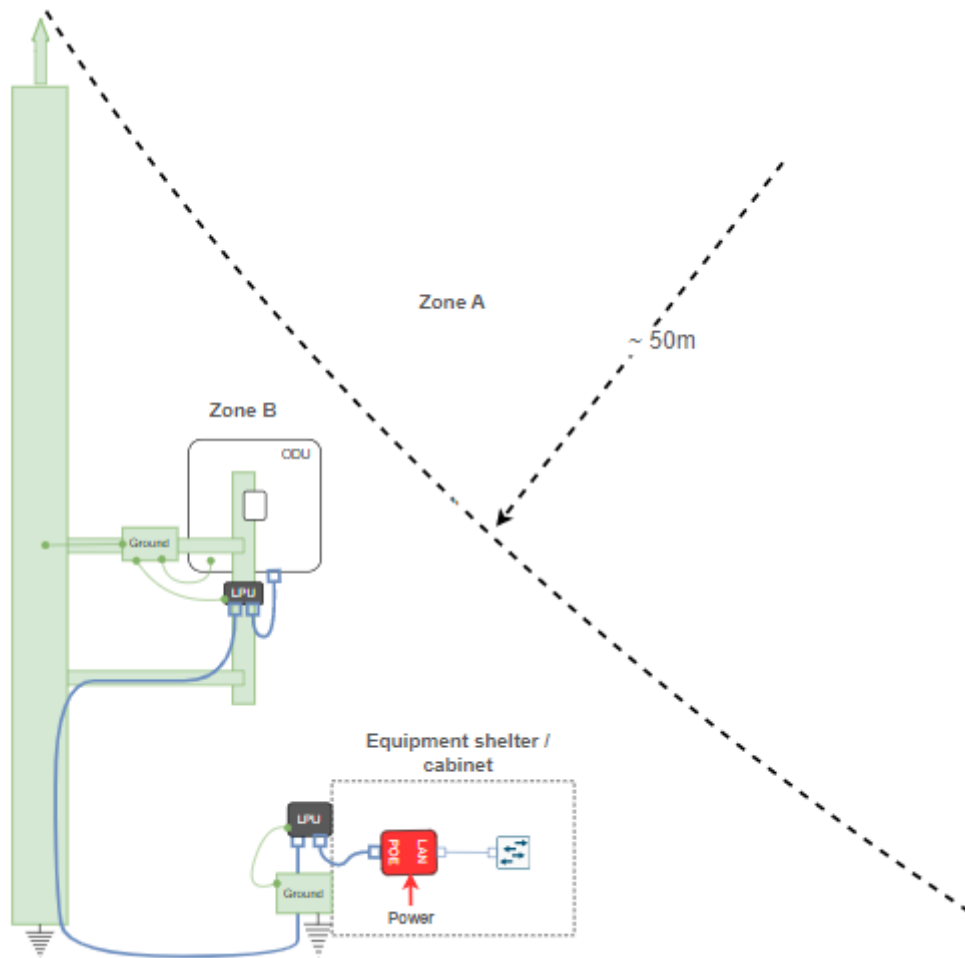 Zone A
~ 50m
Zone B
ODU
Ground
LPU
Equipment shelter /
cabinet
LPU
POE
LAN
Ground
Power